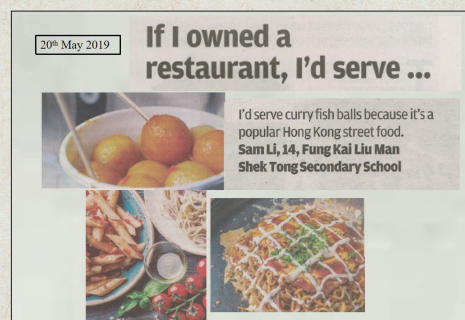 20th May 2019
If I owned a
restaurant, I'd serve ...
I'd serve curry fish balls because it's a
popular Hong Kong street food.
Sam Li, 14, Fung Kai Liu Man
Shek Tong Secondary School